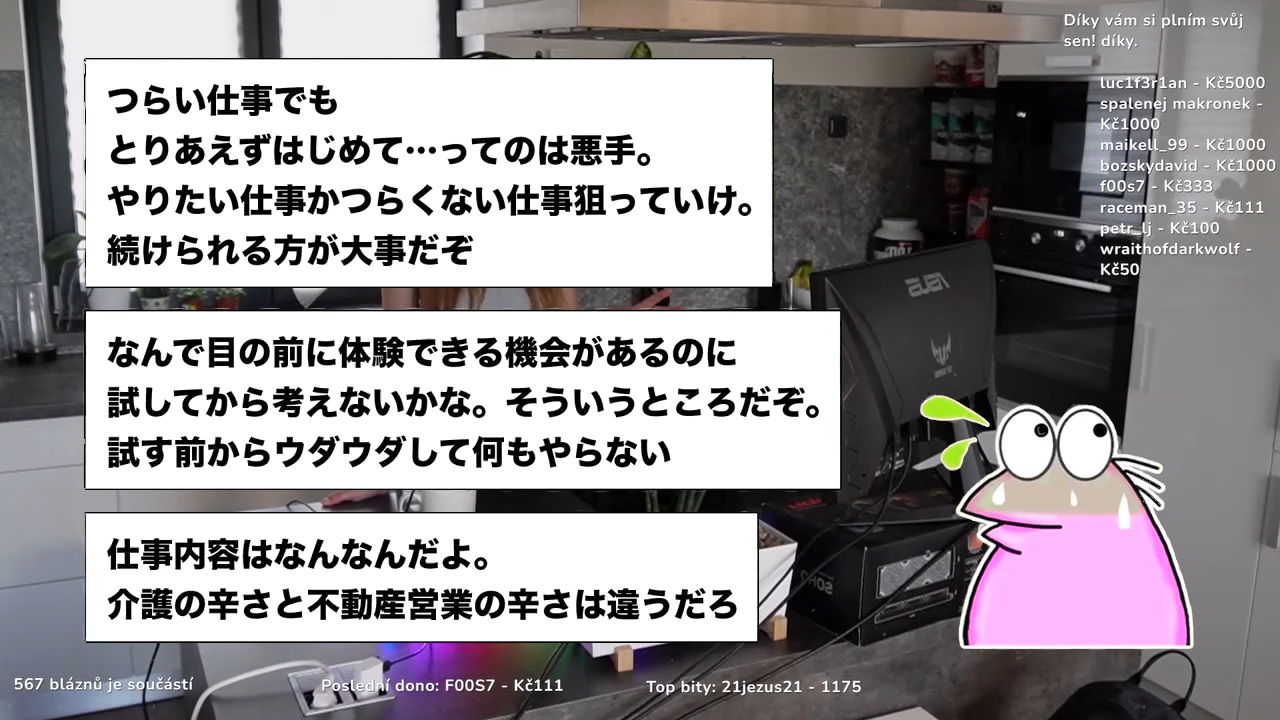 Díky vám si plním svůj
sen! díky.
luc1f3r1an - Kč5000
spalenej makronek -
Kč1000
maikell_99 - Kč1000
bozskydavid - Kč1000
f00s7 - Kč333
raceman_35 - Kč111
petr_lj - Kč100
wraithofdarkwolf -
Kč50
つらい仕事でも
とりあえずはじめて…ってのは悪手。
やりたい仕事かつらくない仕事狙っていけ。
続けられる方が大事だぞ
なんで目の前に体験できる機会があるのに
試してから考えないかな。そういうところだぞ。
試す前からウダウダして何もやらない
仕事内容はなんなんだよ。
介護の辛さと不動産営業の辛さは違うだろ
ASUS
567 bláznů je součástí
Poslední dono: F00S7 - Kč111
Top bity: 21jezus21 - 1175